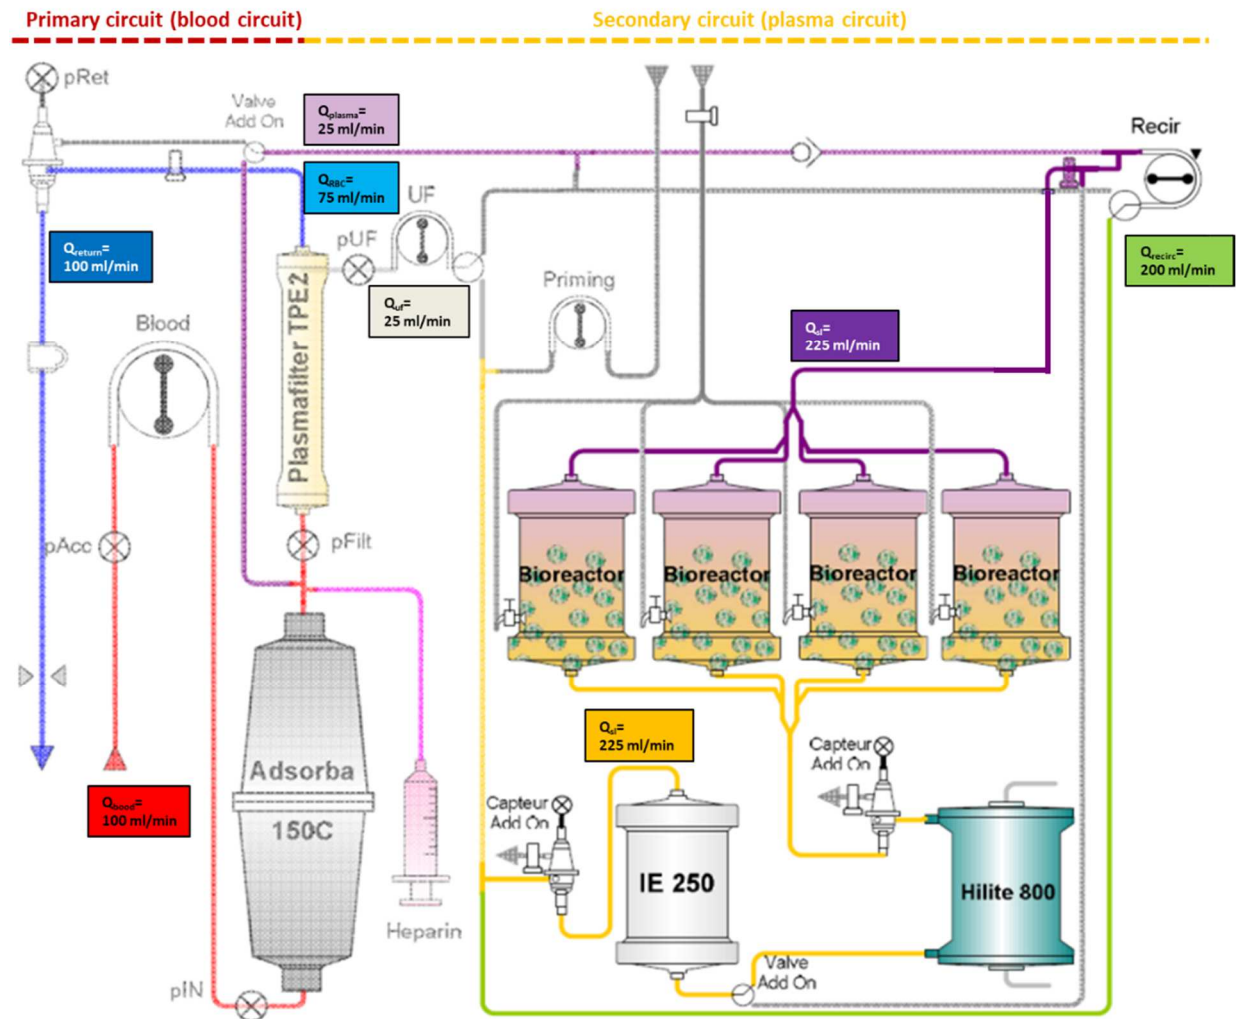 Primary circuit (blood circuit)
Secondary circuit (plasma circuit)
pRet
Valve
Add On
Qplasma=
25 ml/min
Recir
QRBC=
75 ml/min
UF
pUF
Qreturn=
100 ml/min
Quf=
25 ml/min
Qrecirc=
200 ml/min
Priming
Blood
Qsl=
225 ml/min
Plasmafilter TPE2
pAcc
pFilt
Bioreactor
Bioreactor
Bioreactor
Bioreactor
Qsl=
225 ml/min
Capteur
Add On
Adsorba
150C
Qbood=
100 ml/min
Capteur
Add On
IE 250
Hilite 800
Heparin
Valve
Add On
pIN